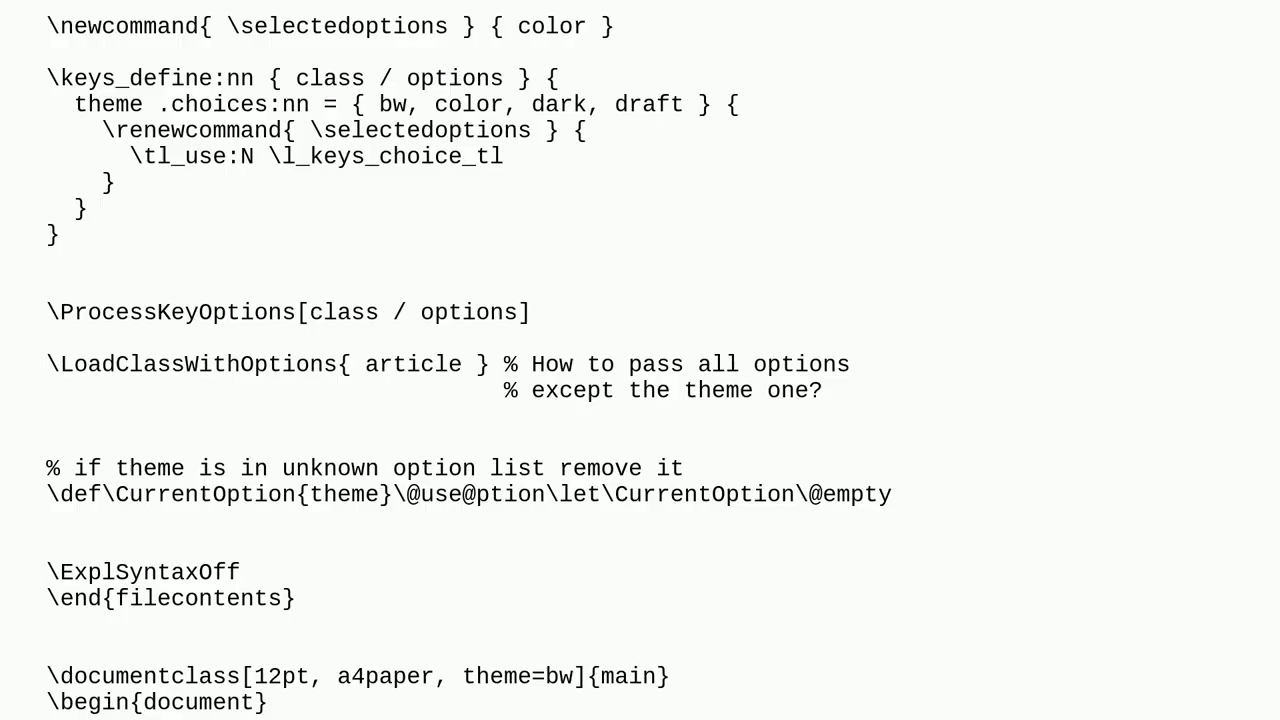 \newcommand{ \selectedoptions } { color }
\keys_define:nn { class / options } {
  theme .choices:nn = { bw, color, dark, draft } {
    \renewcommand{ \selectedoptions } {
      \tl_use:N \l_keys_choice_tl
    }
  }
}
\ProcessKeyOptions[class / options]
\LoadClassWithOptions{ article } % How to pass all options
                                 % except the theme one?
% if theme is in unknown option list remove it
\def\CurrentOption{theme}\@use@ption\let\CurrentOption\@empty
\ExplSyntaxOff
\end{filecontents}
\documentclass[12pt, a4paper, theme=bw]{main}
\begin{document}